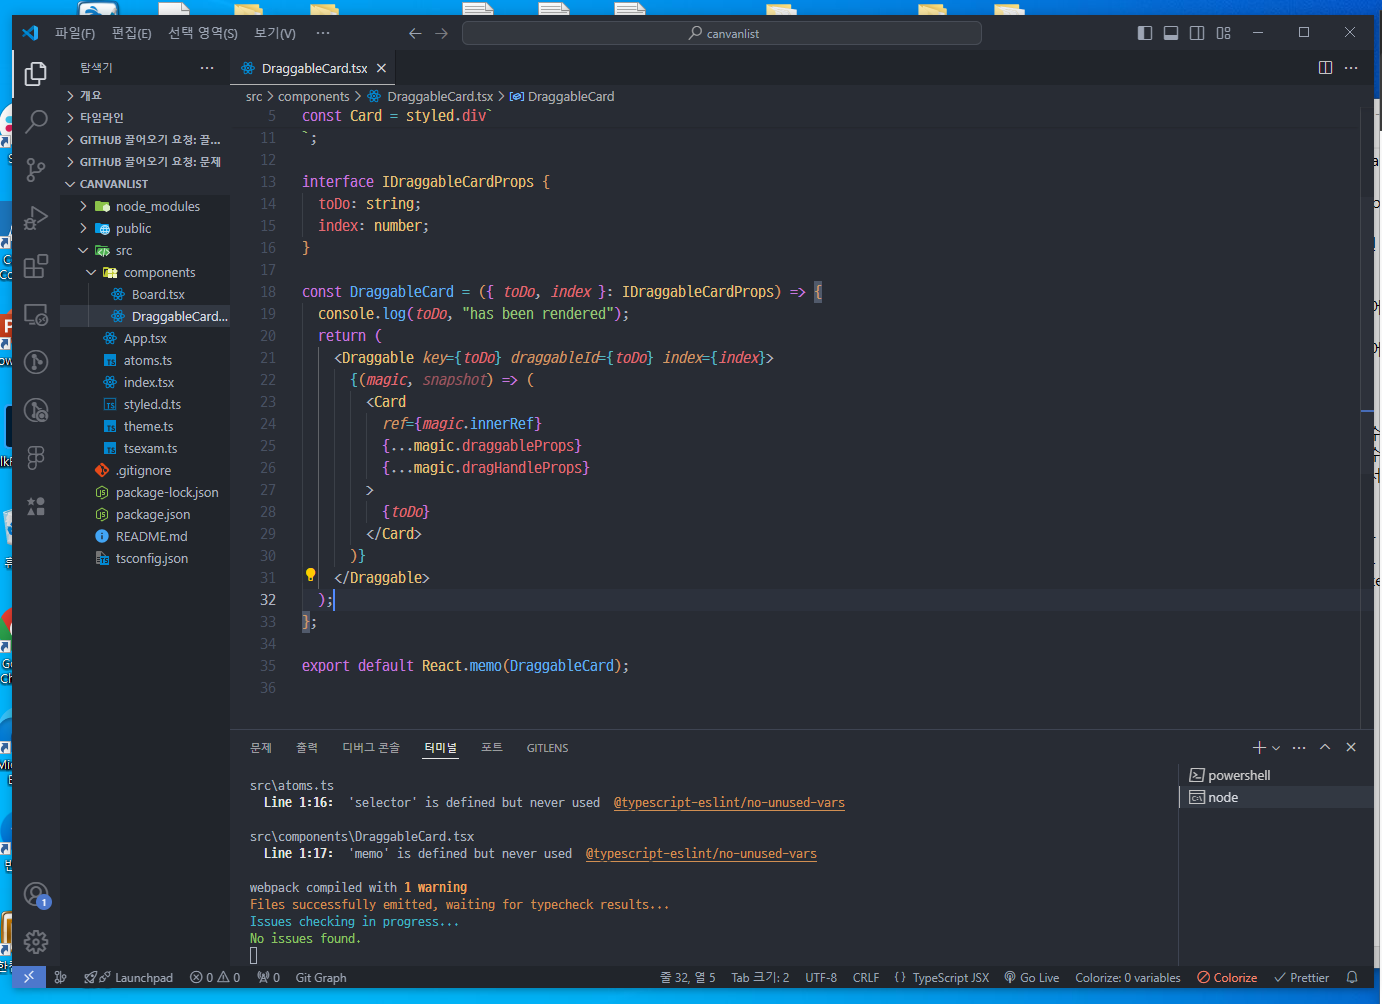 파일(F) 편집(E) 선택 영역(S) 보기(V) ··· canvanlist
탐색기 ···
개요
타임라인
GITHUB 끌어오기 요청: 끌...
GITHUB 끌어오기 요청: 문제
CANVANLIST
node_modules
public
src
components
Board.tsx
DraggableCard...
App.tsx
atoms.ts
index.tsx
styled.d.ts
theme.ts
tsexam.ts
.gitignore
package-lock.json
package.json
README.md
tsconfig.json
DraggableCard.tsx
src > components > DraggableCard.tsx > DraggableCard
5 const Card = styled.div`
11 `;
12
13 interface IDraggableCardProps {
14 toDo: string;
15 index: number;
16 }
17
18 const DraggableCard = ({ toDo, index }: IDraggableCardProps) => {
19 console.log(toDo, "has been rendered");
20 return (
21 <Draggable key={toDo} draggableId={toDo} index={index}>
22 {(magic, snapshot) => (
23 <Card
24 ref={magic.innerRef}
25 {...magic.draggableProps}
26 {...magic.dragHandleProps}
27 >
28 {toDo}
29 </Card>
30 )}
31 </Draggable>
32 );
33 };
34
35 export default React.memo(DraggableCard);
36
문제 출력 디버그 콘솔 터미널 포트 GITLENS
src\atoms.ts
Line 1:16: 'selector' is defined but never used @typescript-eslint/no-unused-vars
src\components\DraggableCard.tsx
Line 1:17: 'memo' is defined but never used @typescript-eslint/no-unused-vars
webpack compiled with 1 warning
Files successfully emitted, waiting for typecheck results...
Issues checking in progress...
No issues found.
powershell
node
1
Launchpad 0 0 0 Git Graph 줄 32, 열 5 Tab 크기: 2 UTF-8 CRLF {} TypeScript JSX Go Live Colorize: 0 variables Colorize Prettier